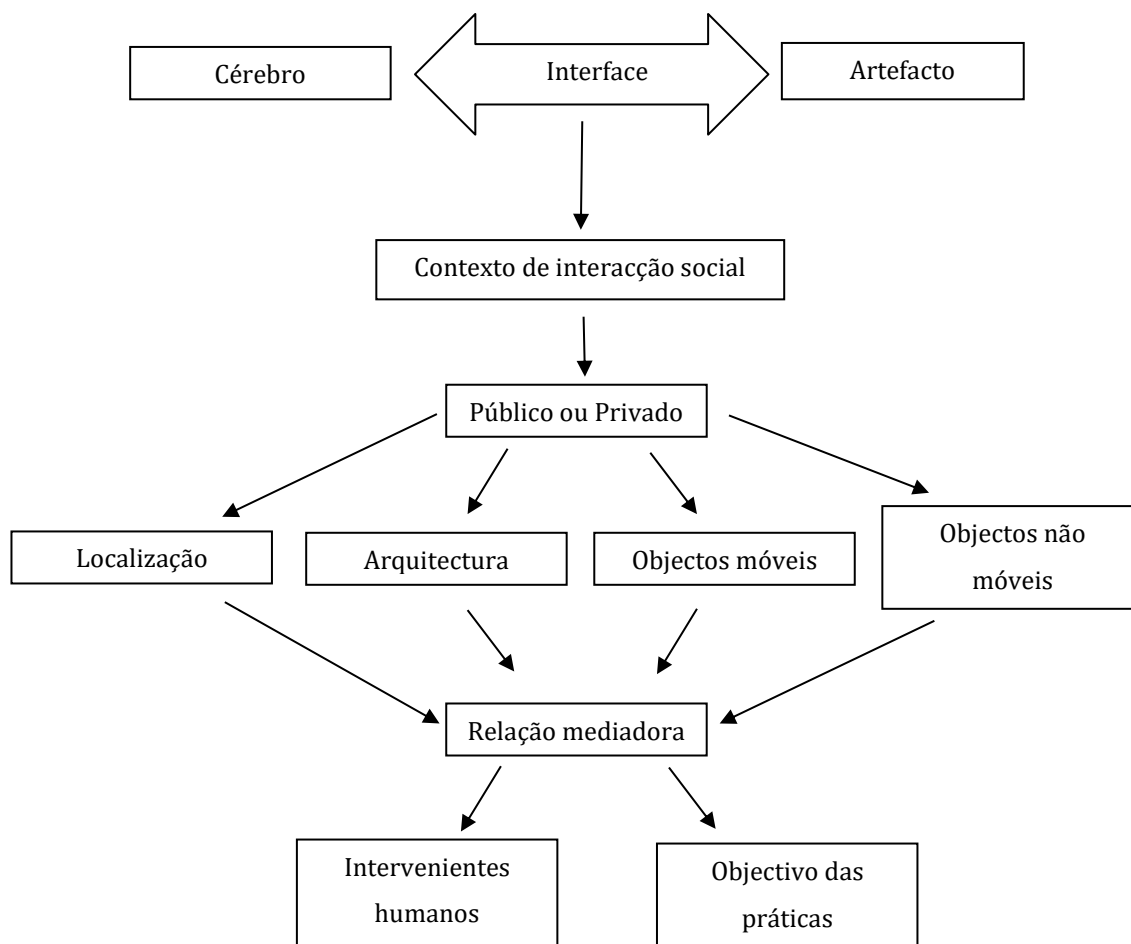 Cérebro
Interface
Artefacto
Contexto de interacção social
Público ou Privado
Localização
Arquitectura
Objectos móveis
Objectos não
móveis
Relação mediadora
Intervenientes
humanos
Objectivo das
práticas